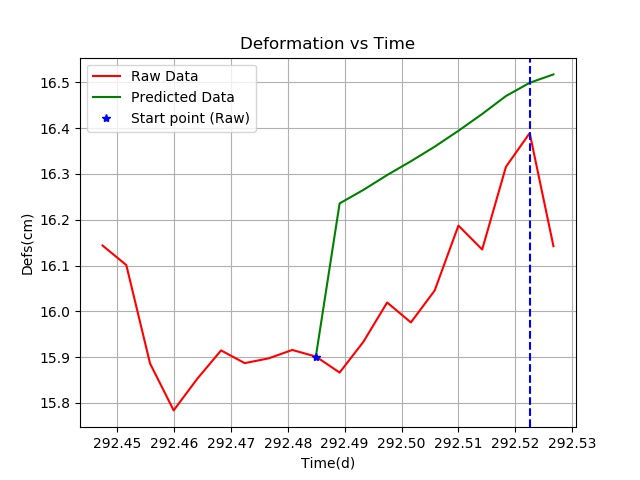 Deformation vs Time
Raw Data
Predicted Data
Start point (Raw)
Defs(cm)
16.5
16.4
16.3
16.2
16.1
16.0
15.9
15.8
292.45 292.46 292.47 292.48 292.49 292.50 292.51 292.52 292.53
Time(d)